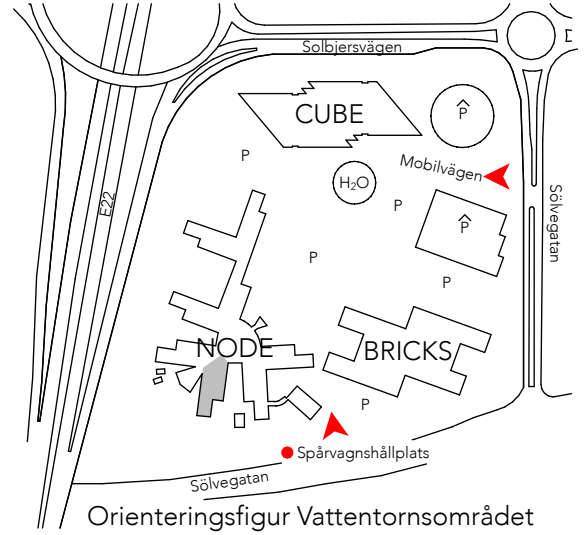 Solbjersvägen
CUBE
P
P
Mobilvägen
H₂O
P
E22
P
Sölvegatan
P
P
NODE
BRICKS
P
Spårvagnshållplats
Sölvegatan
Orienteringsfigur Vattentornsområdet